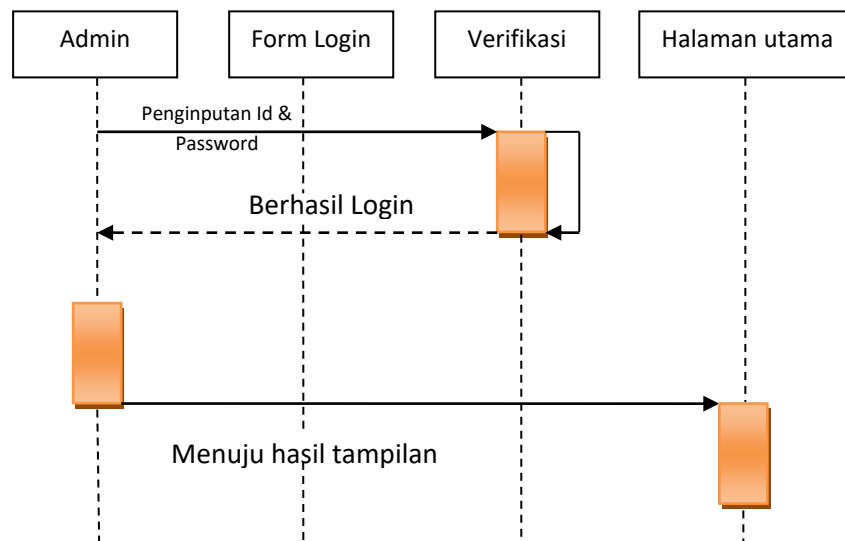 Admin
Form Login
Verifikasi
Halaman utama
Penginputan Id &
Password
Berhasil Login
Menuju hasil tampilan